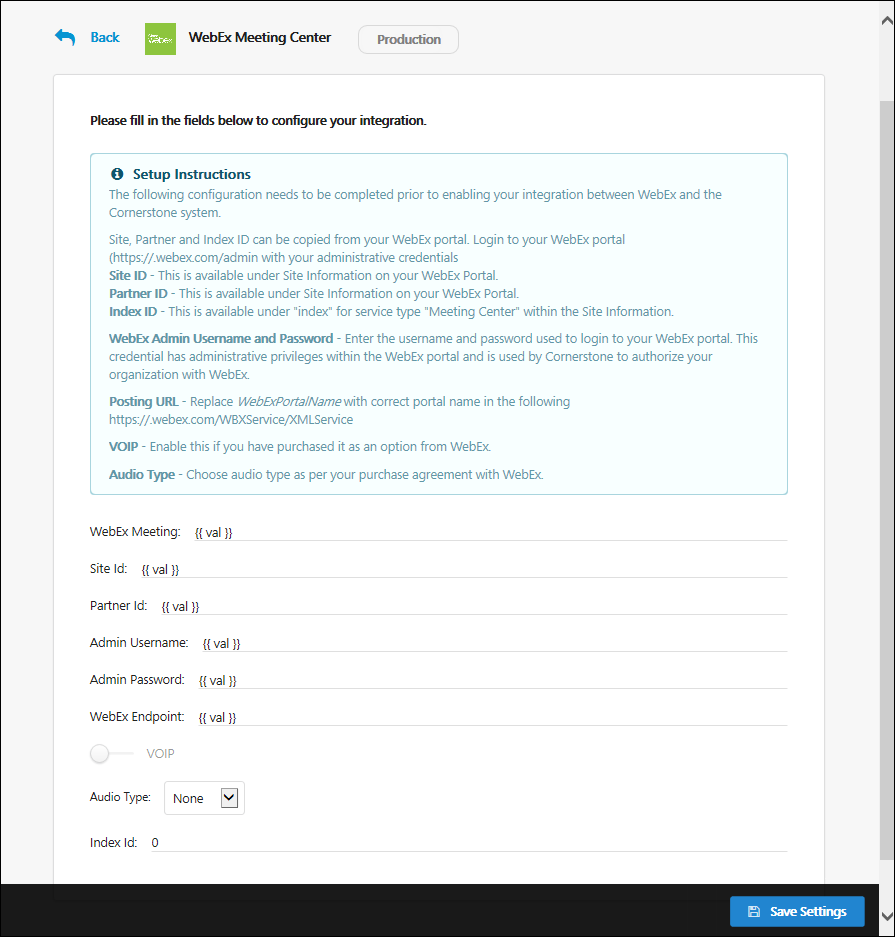 Back
WebEx
WebEx Meeting Center
Production
Please fill in the fields below to configure your integration.
Setup Instructions
The following configuration needs to be completed prior to enabling your integration between WebEx and the
Cornerstone system.
Site, Partner and Index ID can be copied from your WebEx portal. Login to your WebEx portal
(https://.webex.com/admin with your administrative credentials
Site ID - This is available under Site Information on your WebEx Portal.
Partner ID - This is available under Site Information on your WebEx Portal.
Index ID - This is available under "index" for service type "Meeting Center" within the Site Information.
WebEx Admin Username and Password - Enter the username and password used to login to your WebEx portal. This
credential has administrative privileges within the WebEx portal and is used by Cornerstone to authorize your
organization with WebEx.
Posting URL - Replace WebExPortalName with correct portal name in the following
https://.webex.com/WBXService/XMLService
VOIP - Enable this if you have purchased it as an option from WebEx.
Audio Type - Choose audio type as per your purchase agreement with WebEx.
WebEx Meeting: {{ val }}
Site Id: {{ val }}
Partner Id: {{ val }}
Admin Username: {{ val }}
Admin Password: {{ val }}
WebEx Endpoint: {{ val }}
VOIP
Audio Type: None
Index Id: 0
Save Settings